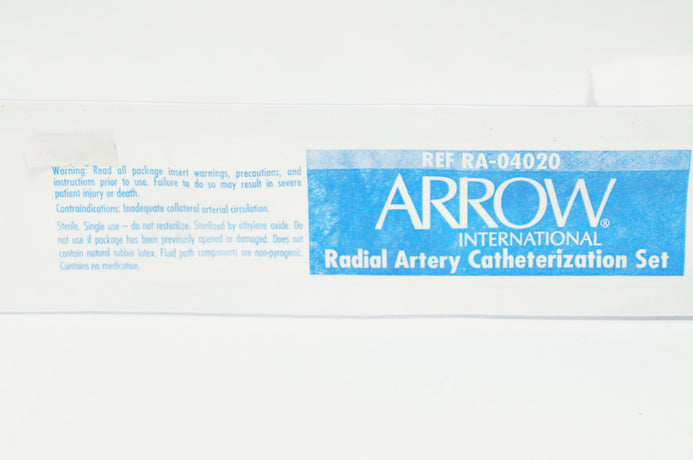 Warning: Read all package insert warnings, precautions, and
instructions prior to use. Failure to do so may result in severe
patient injury or death.
Contraindications: Inadequate collateral arterial circulation.
Sterile. Single use – do not resterilize. Sterilized by ethylene oxide. Do
not use if package has been previously opened or damaged. Does not
contain natural rubber latex. Fluid path components are non-pyrogenic.
Contains no medication.
REF RA-04020
ARROW®
INTERNATIONAL
Radial Artery Catheterization Set